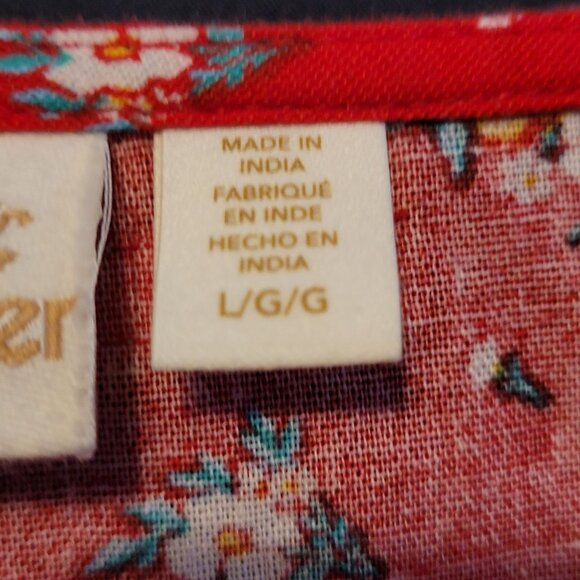 MADE IN
INDIA
FABRIQUÉ
EN INDE
HECHO EN
INDIA
L/G/G